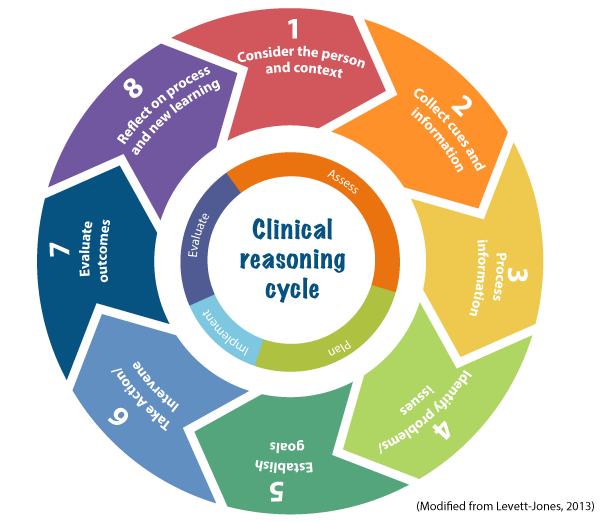 1
Consider the person
and context
2
Collect cues and
information
3
Process
information
4
Identify problems/
issues
5
Establish
goals
6
Take Action/
Intervene
7
Evaluate
outcomes
8
Reflect on process
and new learning
Assess
Plan
Implement
Evaluate
Clinical
reasoning
cycle
(Modified from Levett-Jones, 2013)